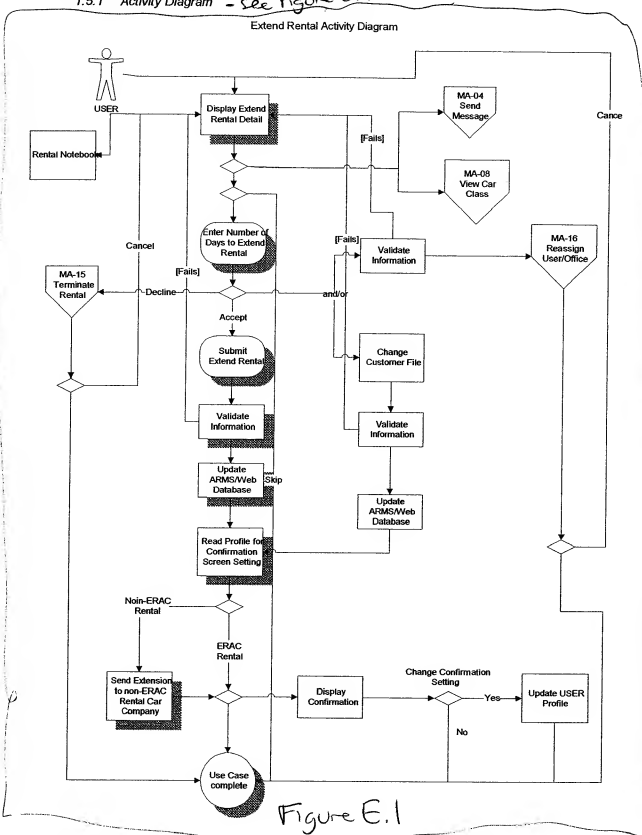 1.5.1 Activity Diagram - See Figure
Extend Rental Activity Diagram
USER
Display Extend
Rental Detail
MA-04
Send
Message
Cance
Rental Notebook
[Fails]
MA-08
View Car
Class
Enter Number of
Days to Extend
Rental
[Fails]
Validate
Information
MA-16
Reassign
User/Office
Cancel
[Fails]
MA-15
Terminate
Rental
Decline
and/or
Accept
Submit
Extend Rental
Change
Customer File
Validate
Information
Validate
Information
Update
ARMS/Web
Database
Skip
Update
ARMS/Web
Database
Read Profile for
Confirmation
Screen Setting
Noin-ERAC
Rental
ERAC
Rental
Send Extension
to non-ERAC
Rental Car
Company
Display
Confirmation
Change Confirmation
Setting
Yes
Update USER
Profile
No
Use Case
complete
Figure E.1